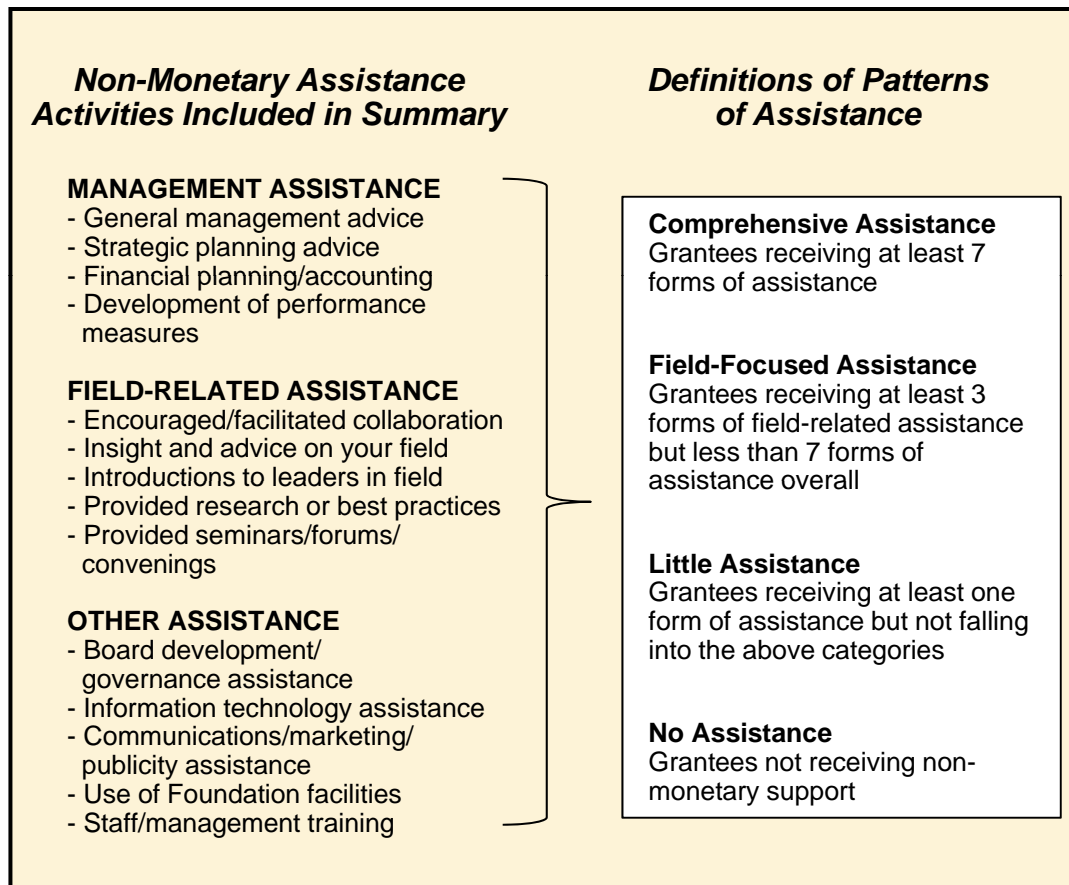 Non-Monetary Assistance
Activities Included in Summary
MANAGEMENT ASSISTANCE
- General management advice
- Strategic planning advice
- Financial planning/accounting
- Development of performance
measures
FIELD-RELATED ASSISTANCE
- Encouraged/facilitated collaboration
- Insight and advice on your field
- Introductions to leaders in field
- Provided research or best practices
- Provided seminars/forums/
convenings
OTHER ASSISTANCE
- Board development/
governance assistance
- Information technology assistance
- Communications/marketing/
publicity assistance
- Use of Foundation facilities
- Staff/management training
Definitions of Patterns
of Assistance
Comprehensive Assistance
Grantees receiving at least 7
forms of assistance
Field-Focused Assistance
Grantees receiving at least 3
forms of field-related assistance
but less than 7 forms of
assistance overall
Little Assistance
Grantees receiving at least one
form of assistance but not falling
into the above categories
No Assistance
Grantees not receiving non-
monetary support